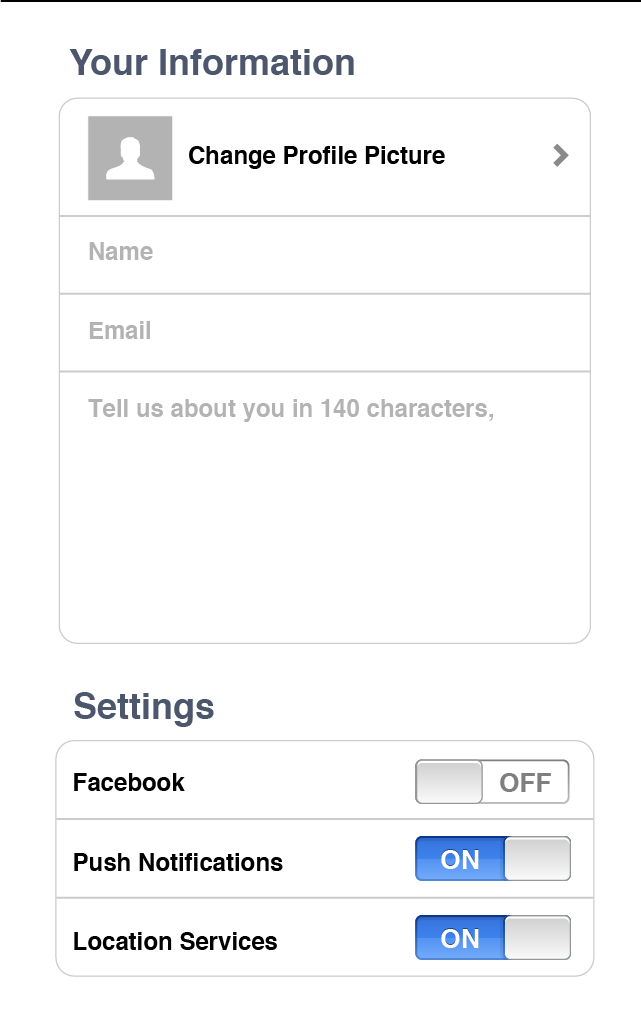 Your Information
Change Profile Picture
Name
Email
Tell us about you in 140 characters,
Settings
Facebook OFF
Push Notifications ON
Location Services ON